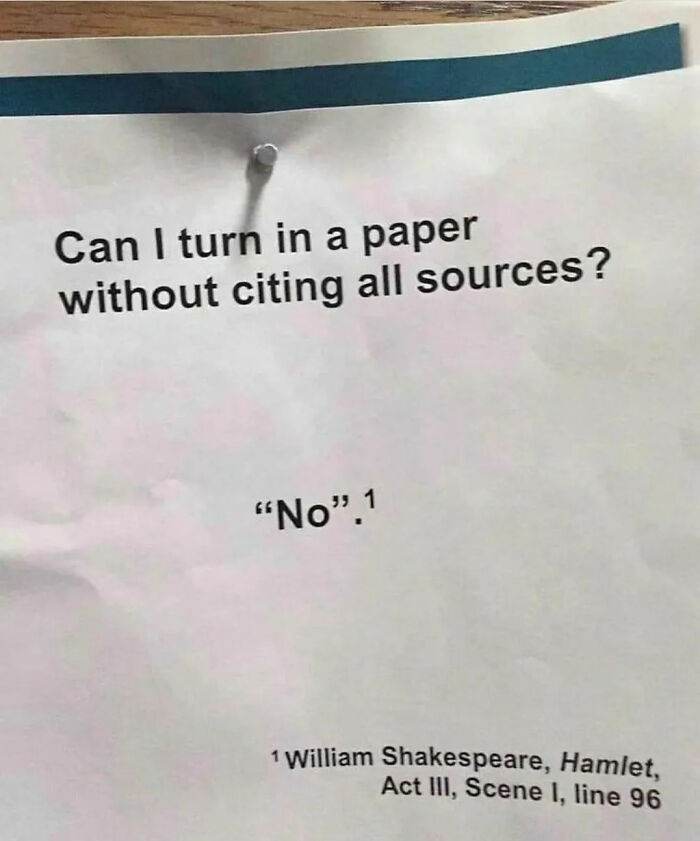 Can I turn in a paper
without citing all sources?
“No”.¹
¹ William Shakespeare, Hamlet,
Act III, Scene I, line 96